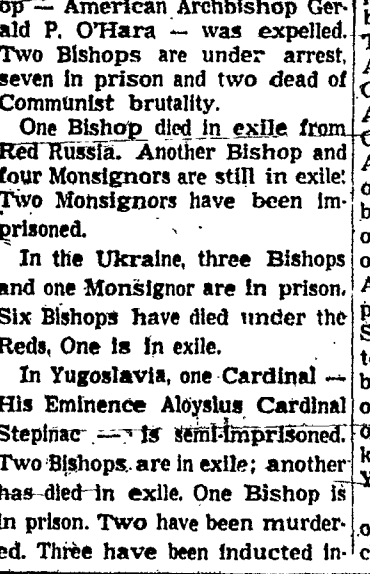 op — American Archbishop Ger-
ald P. O'Hara — was expelled.
Two Bishops are under arrest,
seven in prison and two dead of
Communist brutality.
One Bishop died in exile from
Red Russia. Another Bishop and
four Monsignors are still in exile.
Two Monsignors have been im-
prisoned.
In the Ukraine, three Bishops
and one Monsignor are in prison.
Six Bishops have died under the
Reds, One is in exile.
In Yugoslavia, one Cardinal —
His Eminence Aloysius Cardinal
Stepinac — is semi-imprisoned.
Two Bishops are in exile; another
has died in exile. One Bishop is
in prison. Two have been murder-
ed. Three have been inducted in-